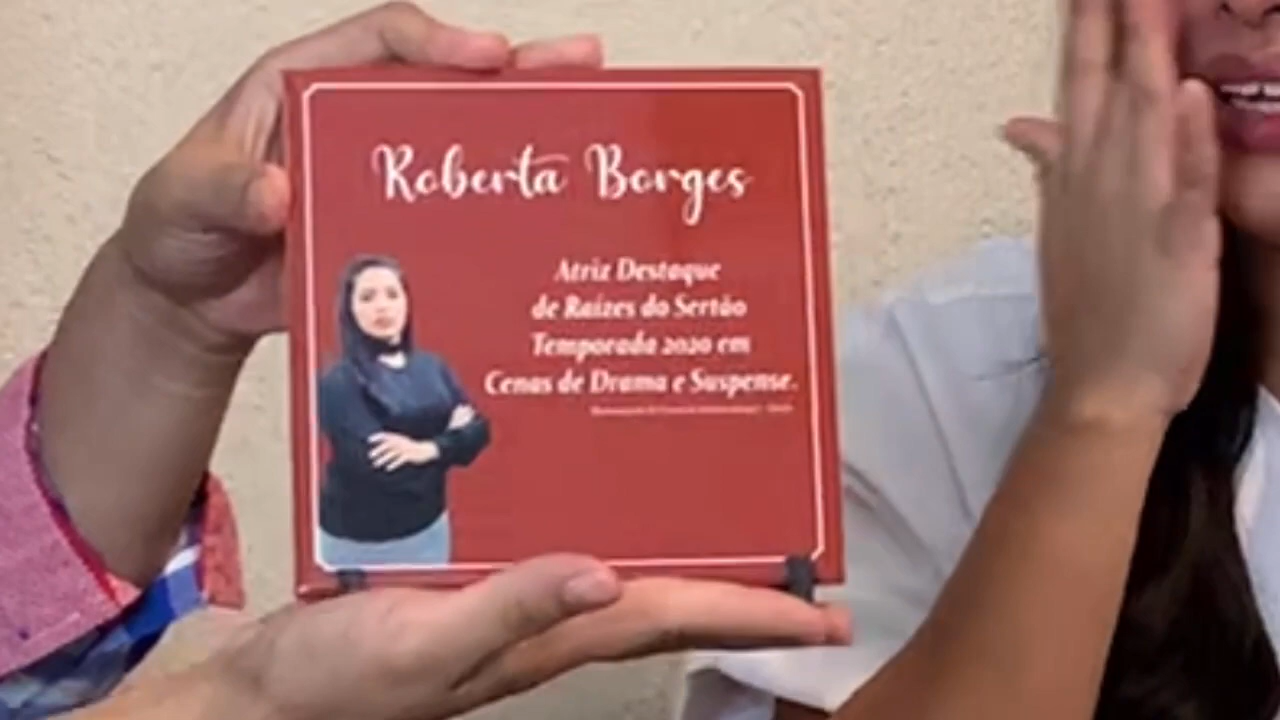 Roberta Borges
Atriz Destaque
de Raízes do Sertão
Temporada 2020 em
Cenas de Drama e Suspense.